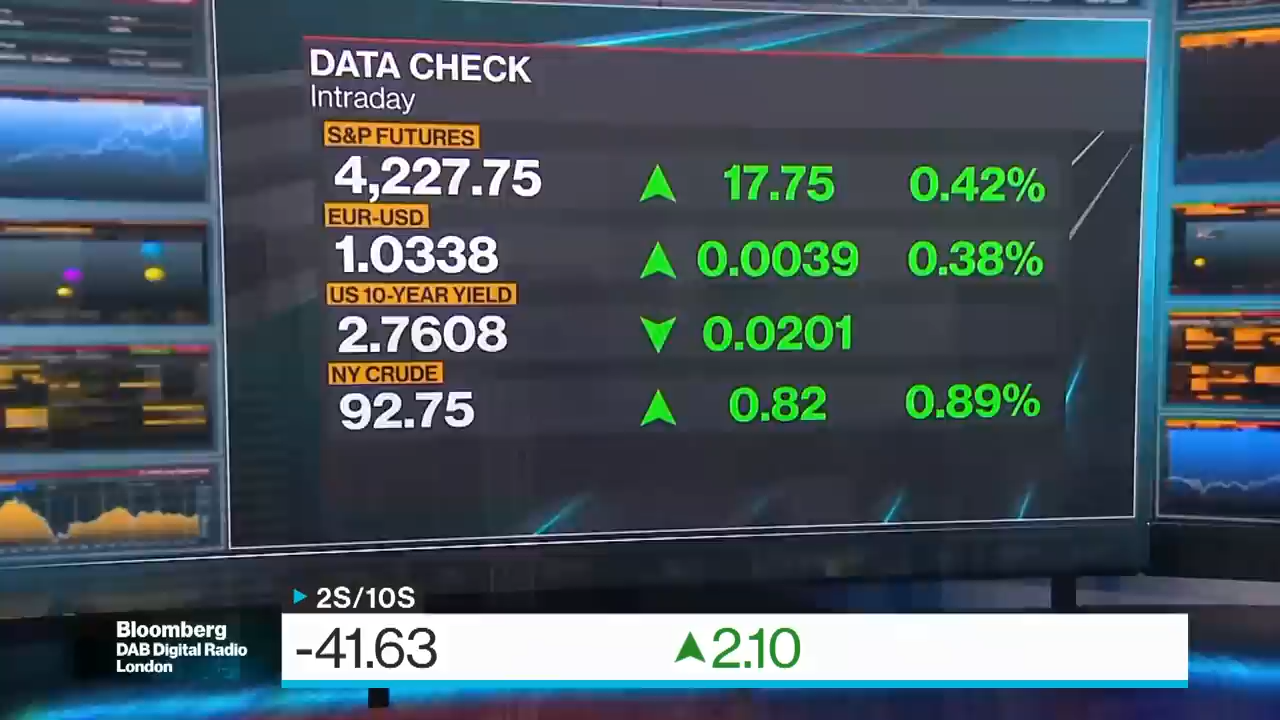 DATA CHECK
Intraday
S&P FUTURES
4,227.75 ▲ 17.75 0.42%
EUR-USD
1.0338 ▲ 0.0039 0.38%
US 10-YEAR YIELD
2.7608 ▼ 0.0201
NY CRUDE
92.75 ▲ 0.82 0.89%
2S/10S
-41.63 ▲2.10
Bloomberg
DAB Digital Radio
London